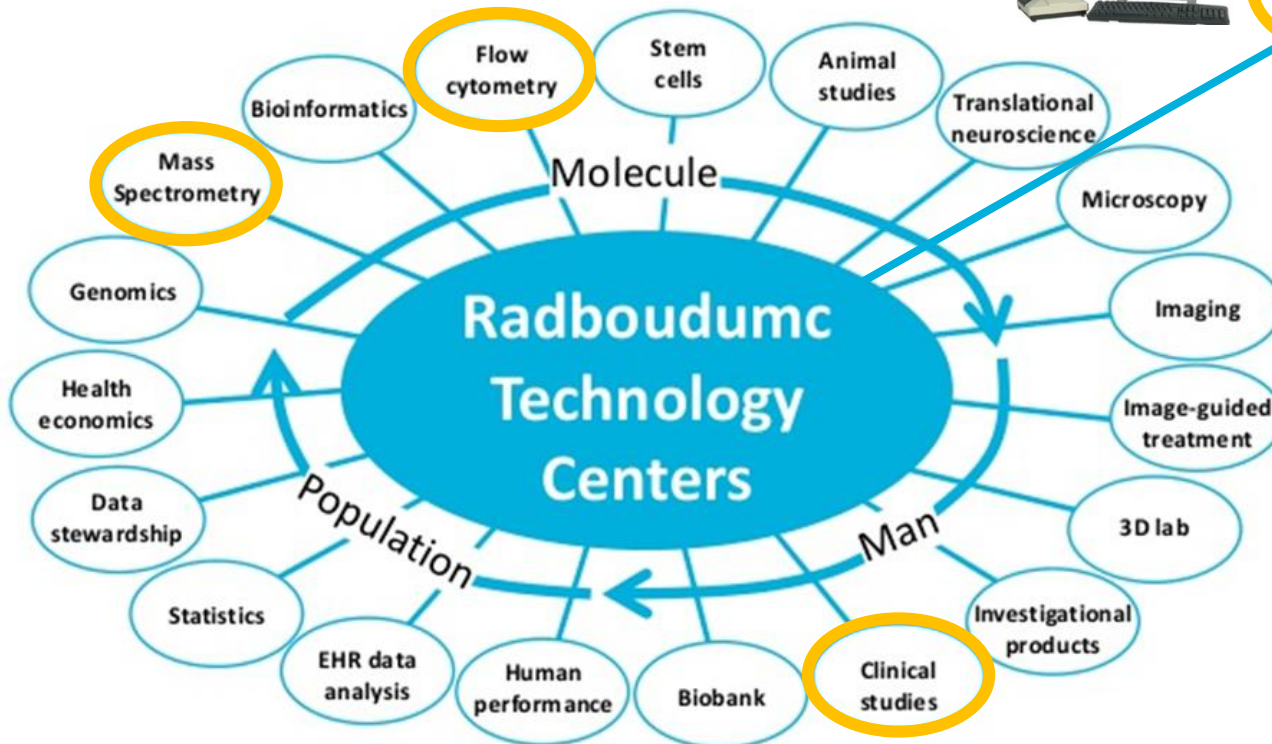 Flow
cytometry
Stem
cells
Animal
studies
Translational
neuroscience
Microscopy
Imaging
Image-guided
treatment
3D lab
Investigational
products
Clinical
studies
Biobank
Human
performance
EHR data
analysis
Statistics
Data
stewardship
Health
economics
Genomics
Mass
Spectrometry
Bioinformatics
Molecule
Man
Population
Radboudumc
Technology
Centers